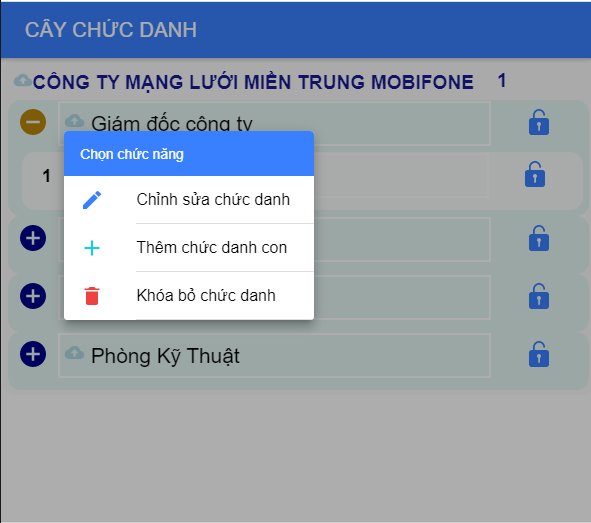 CÂY CHỨC DANH
CÔNG TY MẠNG LƯỚI MIỀN TRUNG MOBIFONE 1
Giám đốc công ty
Chọn chức năng
1
Chỉnh sửa chức danh
Thêm chức danh con
Khóa bỏ chức danh
Phòng Kỹ Thuật